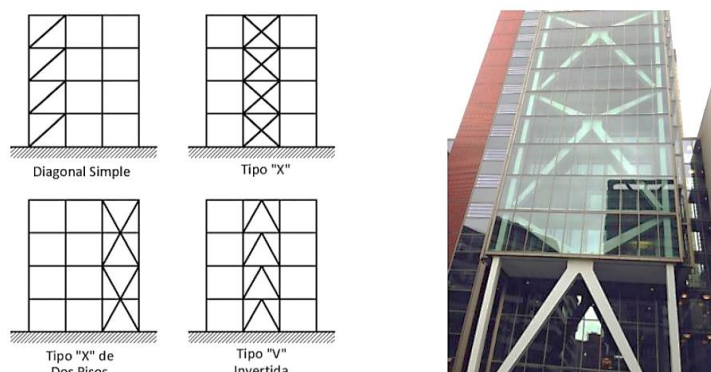 Diagonal Simple
Tipo "X"
Tipo "X" de
Dos Pisos
Tipo "V"
Invertida